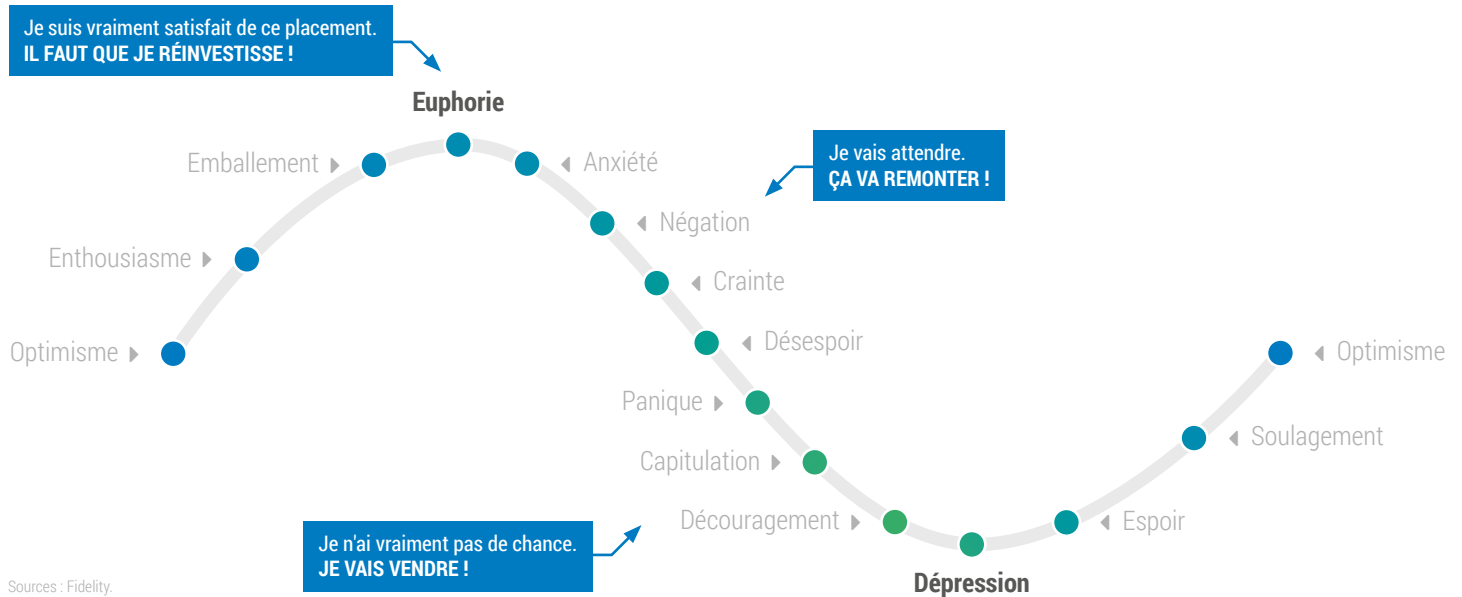 Je suis vraiment satisfait de ce placement.
IL FAUT QUE JE RÉINVESTISSE !
Euphorie
Emballement
Anxiété
Je vais attendre.
ÇA VA REMONTER !
Négation
Enthousiasme
Crainte
Optimisme
Désespoir
Optimisme
Panique
Soulagement
Capitulation
Découragement
Espoir
Je n'ai vraiment pas de chance.
JE VAIS VENDRE !
Dépression
Sources : Fidelity.